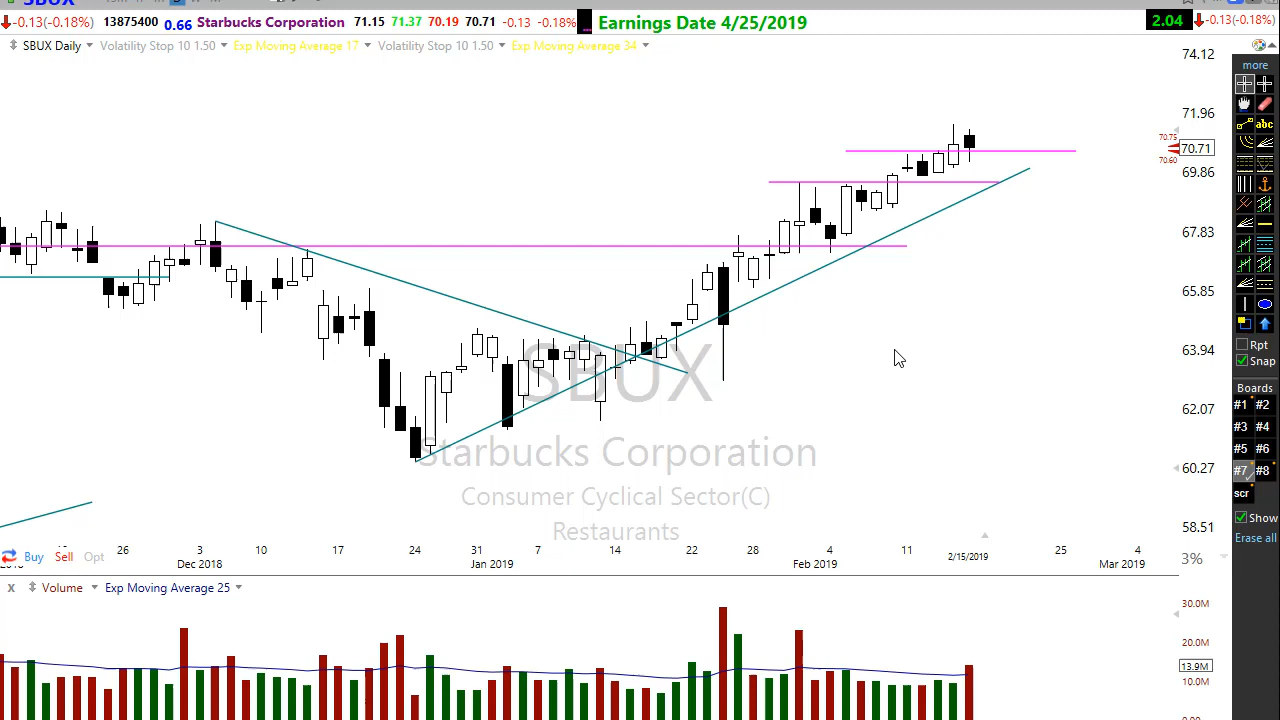 SBUX
-0.13(-0.18%) 13875400 0.66 Starbucks Corporation 71.15 71.37 70.19 70.71 -0.13 -0.18% Earnings Date 4/25/2019 2.04 -0.13(-0.18%)
SBUX Daily Volatility Stop 10 1.50 Exp Moving Average 17 Volatility Stop 10 1.50 Exp Moving Average 34
74.12
more
abc
71.96
70.75
70.71
70.60
69.86
67.83
65.85
63.94
62.07
60.27
58.51
Rpt
Snap
Boards
#1 #2
#3 #4
#5 #6
#7 #8
scr
Show
Erase all
SBUX
Starbucks Corporation
Consumer Cyclical Sector(C)
Restaurants
26 3 10 17 24 31 7 14 22 28 4 11 2/15/2019 25 4
Dec 2018 Jan 2019 Feb 2019 Mar 2019
Buy Sell Opt
3%
x Volume Exp Moving Average 25
30.0M
20.0M
13.9M
10.0M